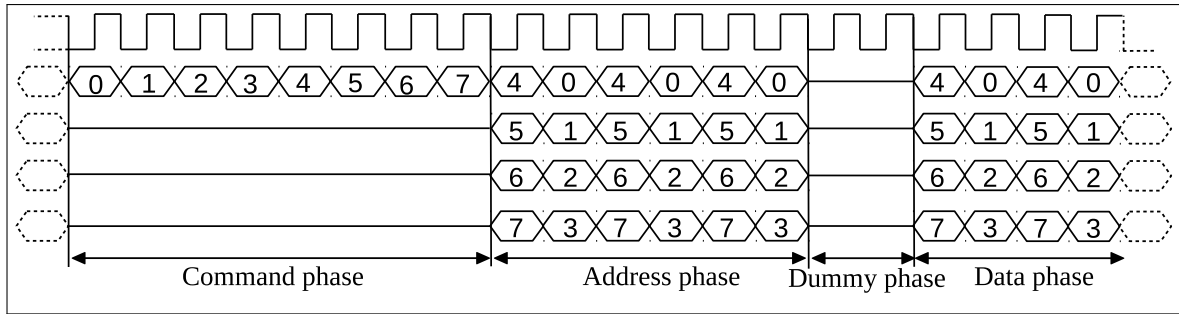 0 1 2 3 4 5 6 7 4 0 4 0 4 0 4 0 4 0
5 1 5 1 5 1 5 1 5 1
6 2 6 2 6 2 6 2 6 2
7 3 7 3 7 3 7 3 7 3
Command phase Address phase Dummy phase Data phase